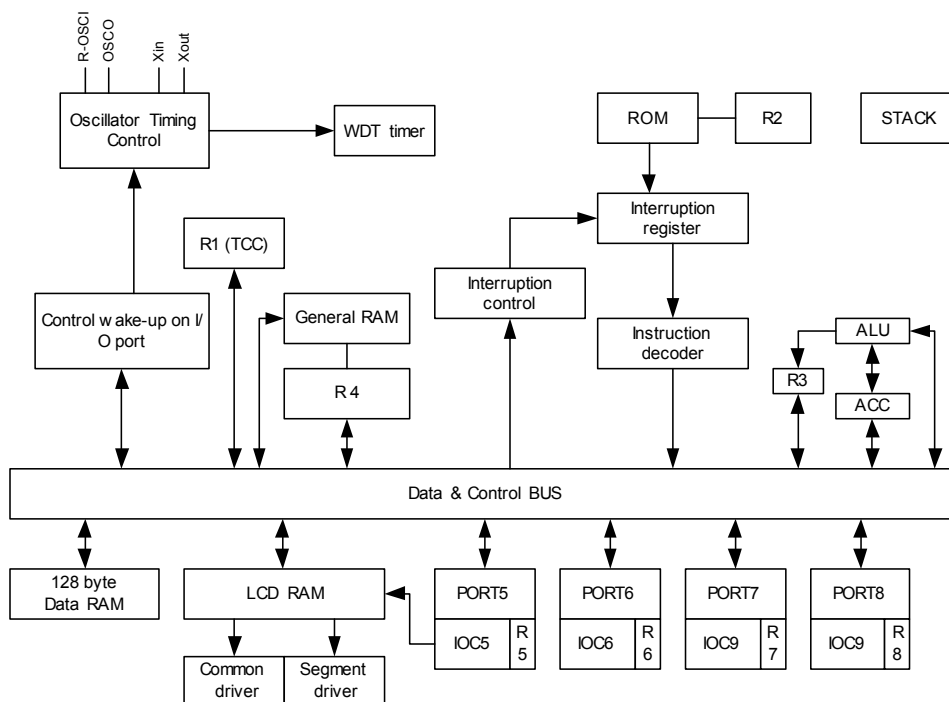 R-OSCI
OSCO
Xin
Xout
Oscillator Timing
Control
WDT timer
ROM
R2
STACK
R1 (TCC)
Interruption
register
Interruption
control
Control wake-up on I/
O port
General RAM
Instruction
decoder
ALU
R3
R 4
ACC
Data & Control BUS
128 byte
Data RAM
LCD RAM
PORT5
PORT6
PORT7
PORT8
IOC5
R
5
IOC6
R
6
IOC9
R
7
IOC9
R
8
Common
driver
Segment
driver